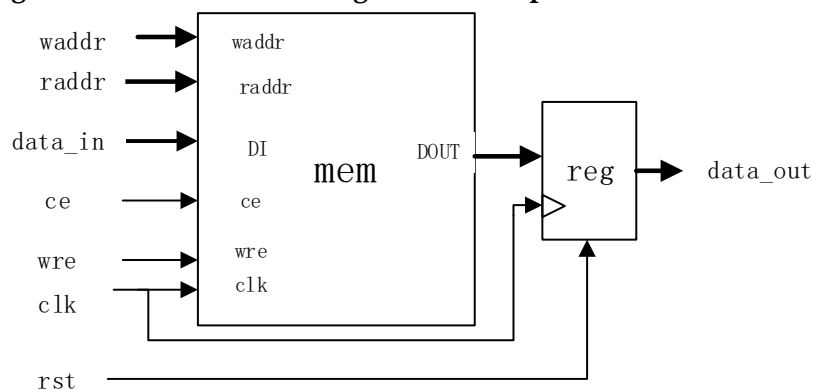 waddr
raddr
data_in
ce
wre
clk
rst
waddr
raddr
DI
ce
wre
clk
mem
DOUT
reg
data_out